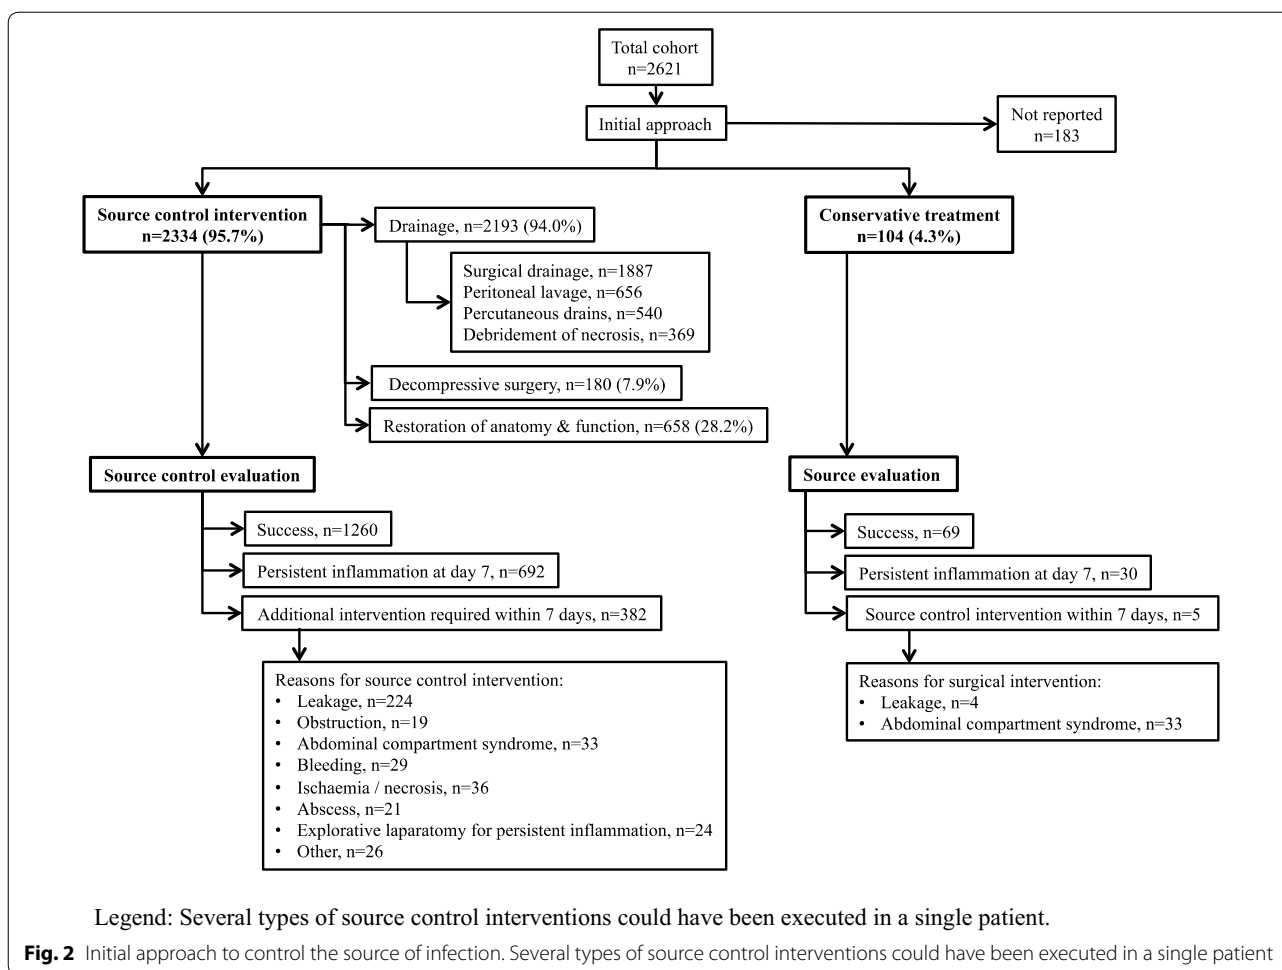 Total cohort
n=2621
Initial approach
Not reported
n=183
Source control intervention
n=2334 (95.7%)
Drainage, n=2193 (94.0%)
Surgical drainage, n=1887
Peritoneal lavage, n=656
Percutaneous drains, n=540
Debridement of necrosis, n=369
Decompressive surgery, n=180 (7.9%)
Restoration of anatomy & function, n=658 (28.2%)
Conservative treatment
n=104 (4.3%)
Source control evaluation
Success, n=1260
Persistent inflammation at day 7, n=692
Additional intervention required within 7 days, n=382
Reasons for source control intervention:
• Leakage, n=224
• Obstruction, n=19
• Abdominal compartment syndrome, n=33
• Bleeding, n=29
• Ischaemia / necrosis, n=36
• Abscess, n=21
• Explorative laparatomy for persistent inflammation, n=24
• Other, n=26
Source evaluation
Success, n=69
Persistent inflammation at day 7, n=30
Source control intervention within 7 days, n=5
Reasons for surgical intervention:
• Leakage, n=4
• Abdominal compartment syndrome, n=33
Legend: Several types of source control interventions could have been executed in a single patient.
Fig. 2 Initial approach to control the source of infection. Several types of source control interventions could have been executed in a single patient